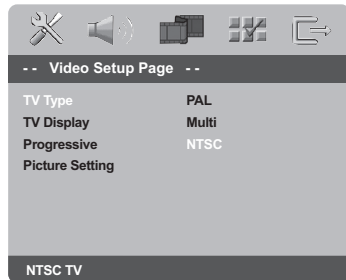 - - Video Setup Page - -
TV Type PAL
TV Display Multi
Progressive NTSC
Picture Setting
NTSC TV